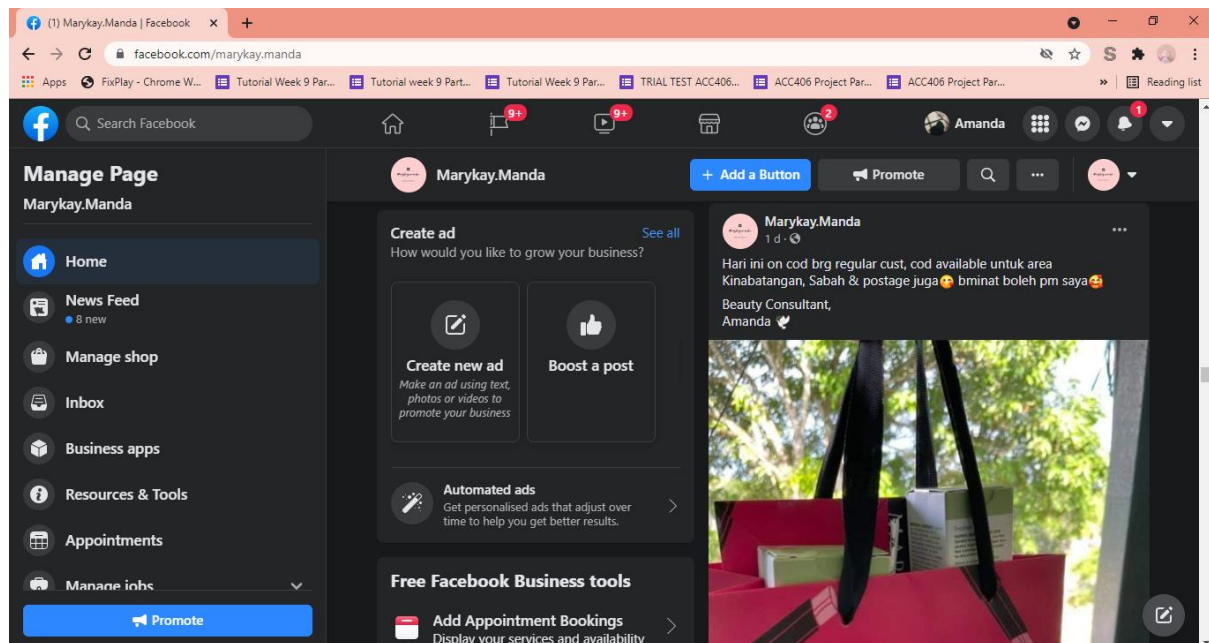 (1) Marykay.Manda | Facebook
facebook.com/marykay.manda
Apps
FixPlay - Chrome W...
Tutorial Week 9 Par...
Tutorial week 9 Part...
Tutorial Week 9 Par...
TRIAL TEST ACC406...
ACC406 Project Par...
ACC406 Project Par...
»
Reading list
Search Facebook
9+
9+
2
Amanda
1
Manage Page
Marykay.Manda
Home
News Feed
8 new
Manage shop
Inbox
Business apps
Resources & Tools
Appointments
Manage jobs
Promote
Marykay.Manda
+ Add a Button
Promote
Create ad
See all
How would you like to grow your business?
Create new ad
Make an ad using text,
photos or videos to
promote your business
Boost a post
Automated ads
Get personalised ads that adjust over
time to help you get better results.
Free Facebook Business tools
Add Appointment Bookings
Display your services and availability
Marykay.Manda
1 d ·
Hari ini on cod brg regular cust, cod available untuk area
Kinabatangan, Sabah & postage juga😘 bminat boleh pm saya🥰
Beauty Consultant,
Amanda 🕊